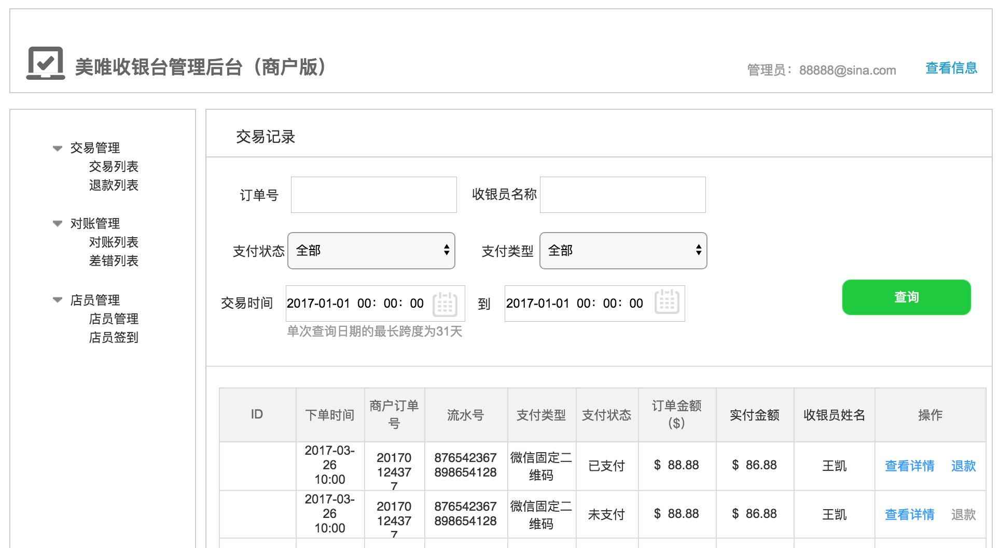 美唯收银台管理后台（商户版）
管理员：88888@sina.com
查看信息
交易管理
交易列表
退款列表
对账管理
对账列表
差错列表
店员管理
店员管理
店员签到
交易记录
订单号
收银员名称
支付状态
全部
支付类型
全部
交易时间
2017-01-01 00：00：00
到
2017-01-01 00：00：00
查询
单次查询日期的最长跨度为31天
ID
下单时间
商户订单
号
流水号
支付类型
支付状态
订单金额
($)
实付金额
收银员姓名
操作
2017-03-
26
10:00
20170
12437
7
876542367
898654128
微信固定二
维码
已支付
$ 88.88
$ 86.88
王凯
查看详情
退款
2017-03-
26
10:00
20170
12437
7
876542367
898654128
微信固定二
维码
未支付
$ 88.88
$ 86.88
王凯
查看详情
退款